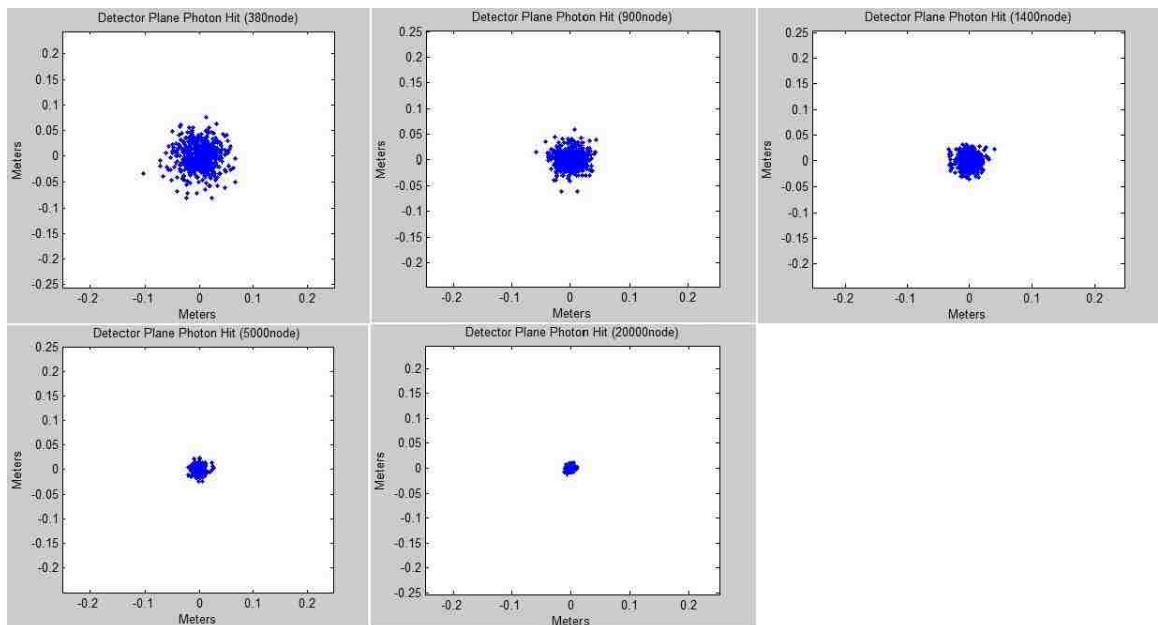 Detector Plane Photon Hit (380node)
0.2
0.15
0.1
0.05
0
-0.05
-0.1
-0.15
-0.2
-0.25
Meters
-0.2 -0.1 0 0.1 0.2
Meters
Detector Plane Photon Hit (900node)
0.25
0.2
0.15
0.1
0.05
0
-0.05
-0.1
-0.15
-0.2
Meters
-0.2 -0.1 0 0.1 0.2
Meters
Detector Plane Photon Hit (1400node)
0.25
0.2
0.15
0.1
0.05
0
-0.05
-0.1
-0.15
-0.2
Meters
-0.2 -0.1 0 0.1 0.2
Meters
Detector Plane Photon Hit (5000node)
0.25
0.2
0.15
0.1
0.05
0
-0.05
-0.1
-0.15
-0.2
Meters
-0.2 -0.1 0 0.1 0.2
Meters
Detector Plane Photon Hit (20000node)
0.2
0.15
0.1
0.05
0
-0.05
-0.1
-0.15
-0.2
-0.25
Meters
-0.2 -0.1 0 0.1 0.2
Meters